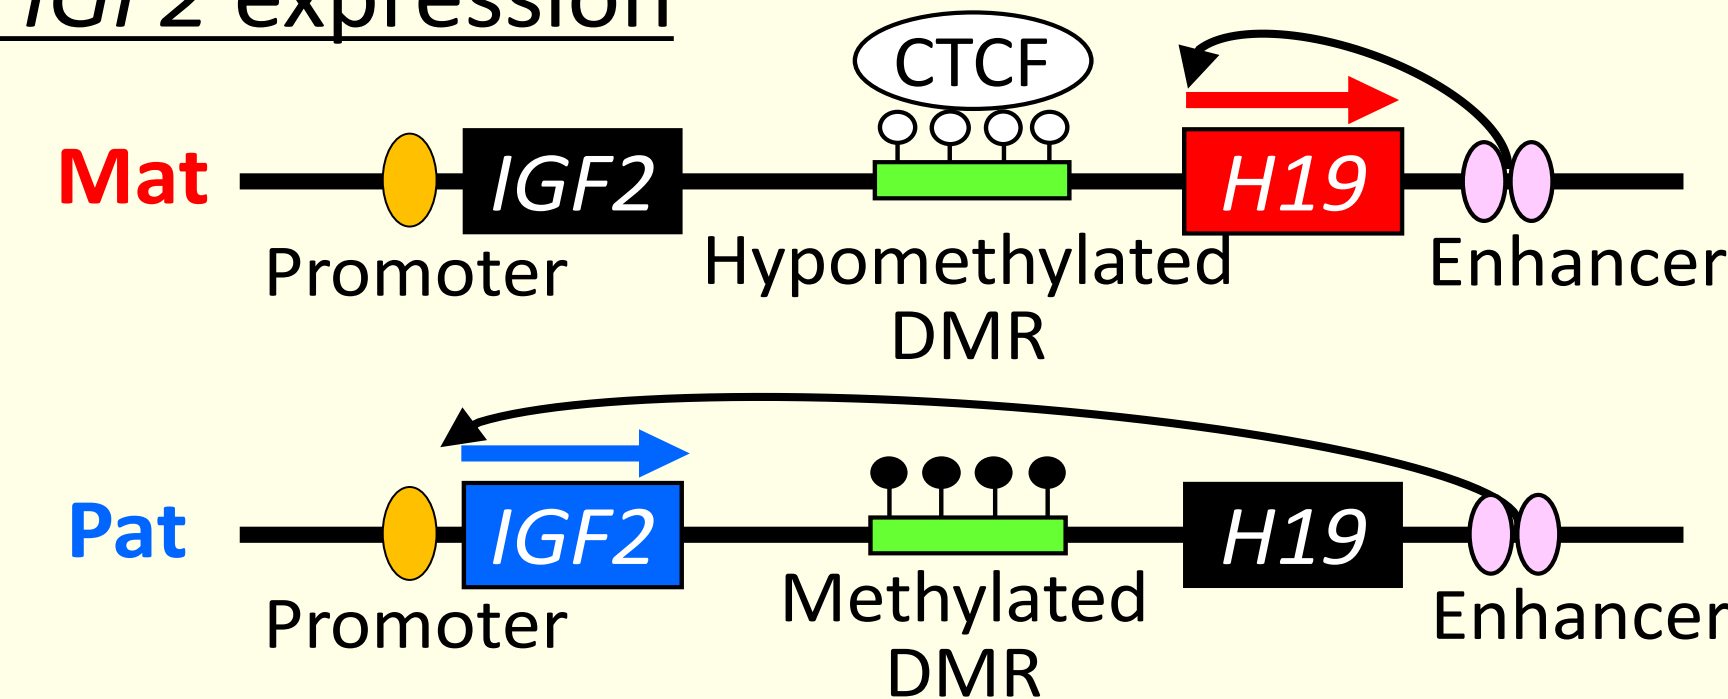 IGF2 expression
CTCF
Mat
IGF2
H19
Promoter
Hypomethylated
DMR
Enhancer
Pat
IGF2
H19
Promoter
Methylated
DMR
Enhancer